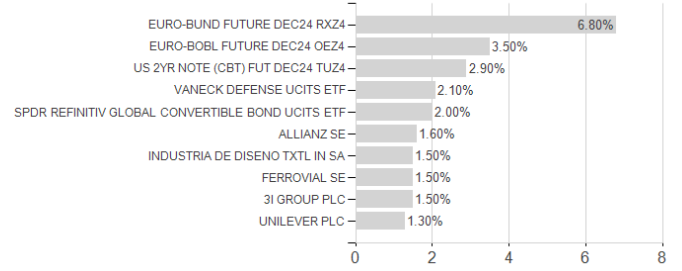 EURO-BUND FUTURE DEC24 RXZ4 6.80%
EURO-BOBL FUTURE DEC24 OEZ4 3.50%
US 2YR NOTE (CBT) FUT DEC24 TUZ4 2.90%
VANECK DEFENSE UCITS ETF 2.10%
SPDR REFINITIV GLOBAL CONVERTIBLE BOND UCITS ETF 2.00%
ALLIANZ SE 1.60%
INDUSTRIA DE DISENO TXTL IN SA 1.50%
FERROVIAL SE 1.50%
3I GROUP PLC 1.50%
UNILEVER PLC 1.30%
0 2 4 6 8